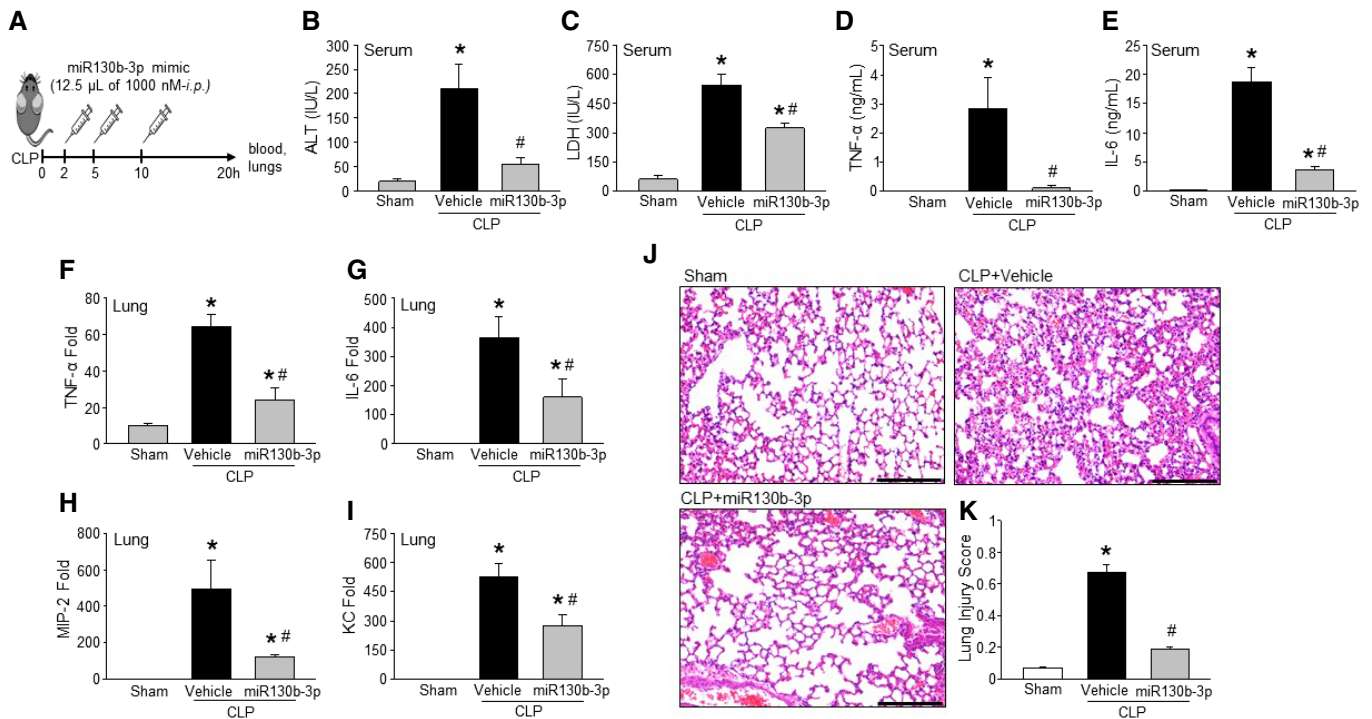 A
miR130b-3p mimic
(12.5 µL of 1000 nM-i.p.)
CLP
0 2 5 10 20h
blood,
lungs
B
Serum
ALT (IU/L)
300
250
200
150
100
50
0
*
#
Sham Vehicle miR130b-3p
CLP
C
Serum
LDH (IU/L)
750
600
450
300
150
0
*
* #
Sham Vehicle miR130b-3p
CLP
D
Serum
TNF-α (ng/mL)
5
4
3
2
1
0
*
#
Sham Vehicle miR130b-3p
CLP
E
Serum
IL-6 (ng/mL)
25
20
15
10
5
0
*
* #
Sham Vehicle miR130b-3p
CLP
F
Lung
TNF-α Fold
80
60
40
20
0
*
* #
Sham Vehicle miR130b-3p
CLP
G
Lung
IL-6 Fold
500
400
300
200
100
0
*
* #
Sham Vehicle miR130b-3p
CLP
H
Lung
MIP-2 Fold
800
600
400
200
0
*
* #
Sham Vehicle miR130b-3p
CLP
I
Lung
KC Fold
750
600
450
300
150
0
*
* #
Sham Vehicle miR130b-3p
CLP
J
Sham
CLP+Vehicle
CLP+miR130b-3p
K
Lung Injury Score
1
0.8
0.6
0.4
0.2
0
*
#
Sham Vehicle miR130b-3p
CLP